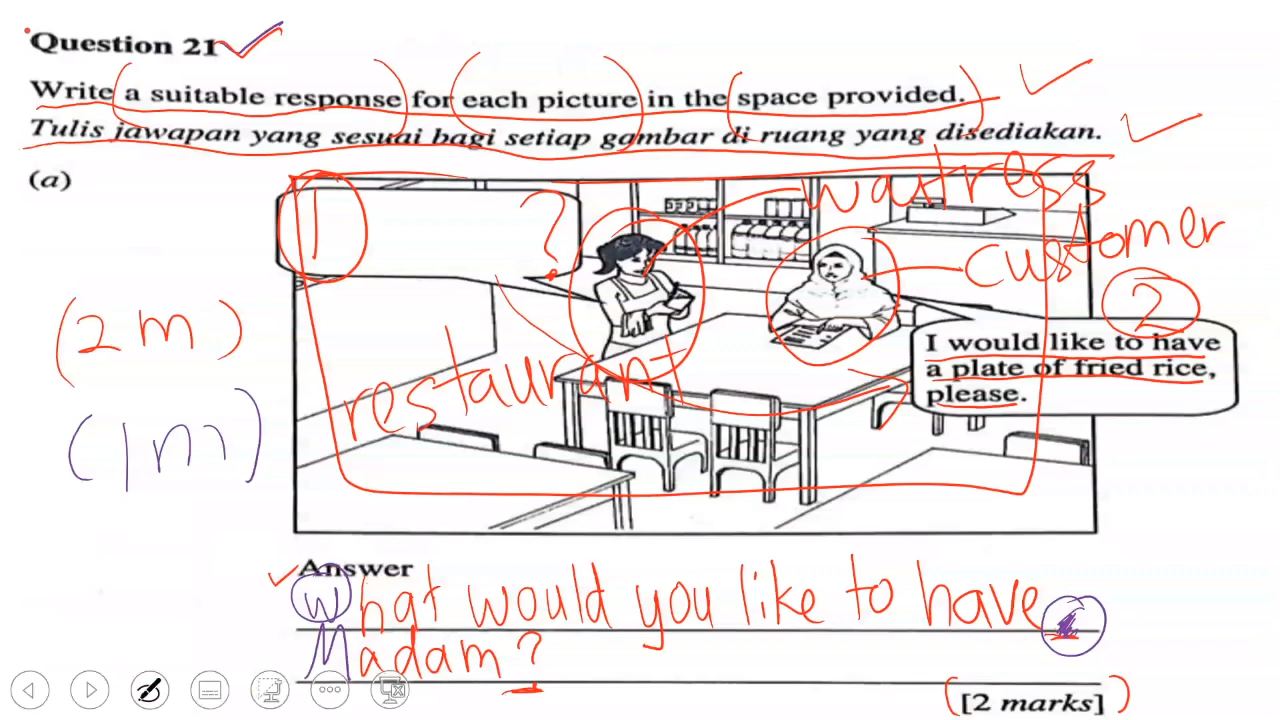 Question 21
Write a suitable response for each picture in the space provided.
Tulis jawapan yang sesuai bagi setiap gambar di ruang yang disediakan.
(a)
1
?
waitress
customer
2
I would like to have
a plate of fried rice,
please.
(2 m)
restaurant
(1 m)
Answer
What would you like to have
Madam?
[2 marks]